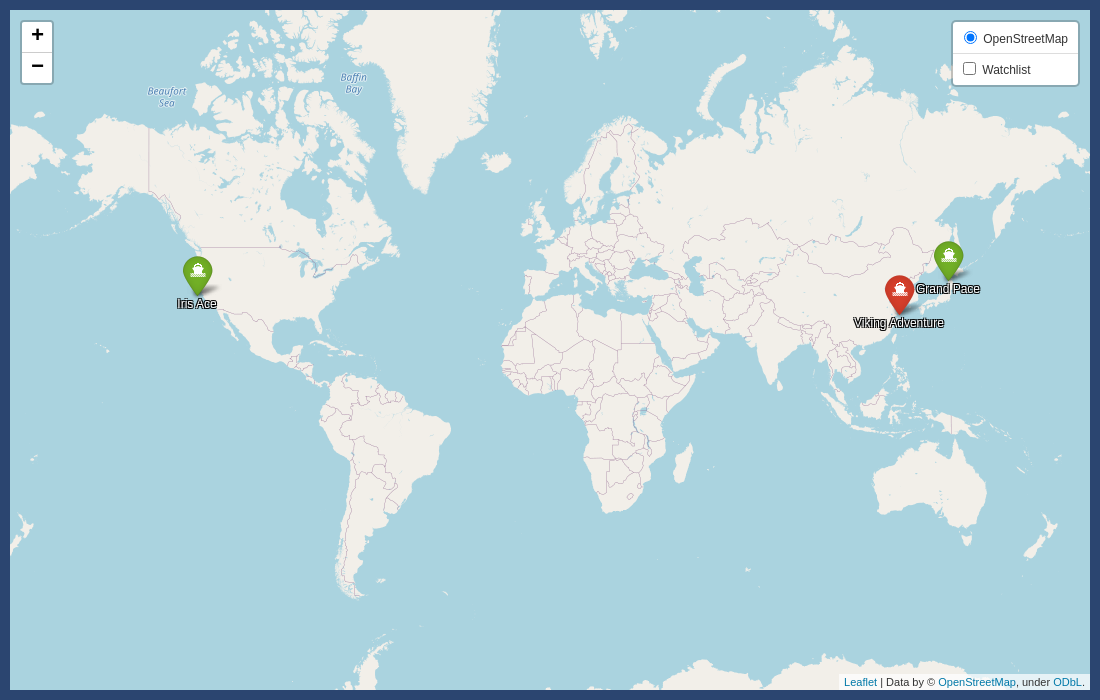 +
−
OpenStreetMap
Watchlist
Beaufort
Sea
Baffin
Bay
Iris Ace
Grand Pace
Viking Adventure
Leaflet | Data by © OpenStreetMap, under ODbL.